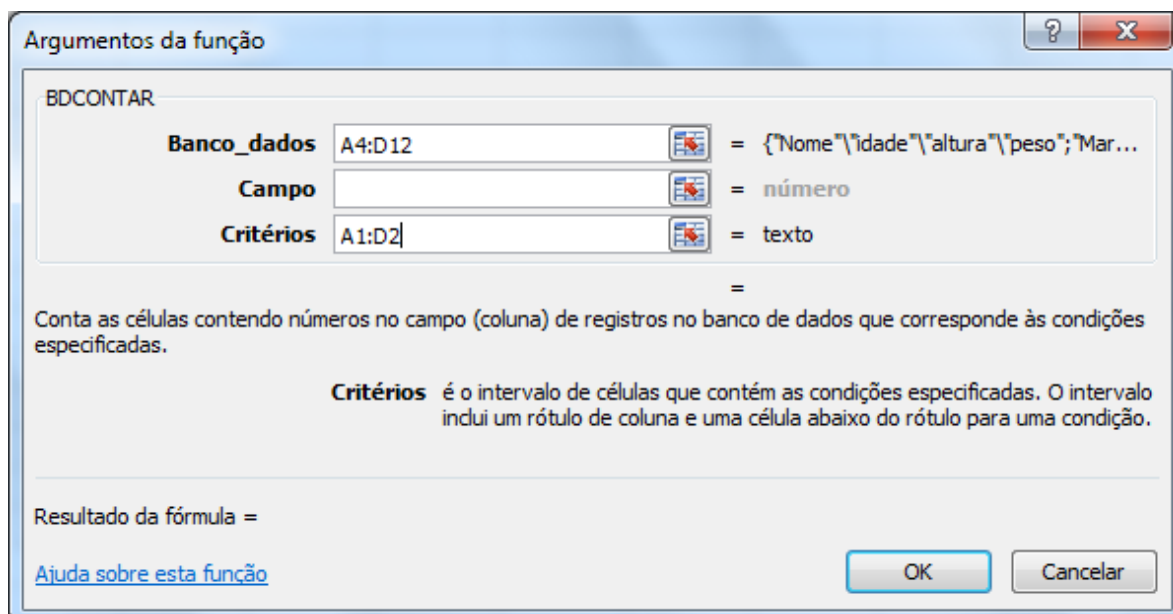 Argumentos da função
BDCONTAR
Banco_dados A4:D12 = {"Nome"\"idade"\"altura"\"peso";"Mar...
Campo = número
Critérios A1:D2 = texto
=
Conta as células contendo números no campo (coluna) de registros no banco de dados que corresponde às condições
especificadas.
Critérios é o intervalo de células que contém as condições especificadas. O intervalo
inclui um rótulo de coluna e uma célula abaixo do rótulo para uma condição.
Resultado da fórmula =
Ajuda sobre esta função OK Cancelar